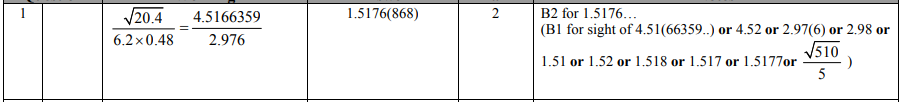 1 √20.4 / 6.2×0.48 = 4.5166359 / 2.976 1.5176(868) 2 B2 for 1.5176…
(B1 for sight of 4.51(66359..) or 4.52 or 2.97(6) or 2.98 or
1.51 or 1.52 or 1.518 or 1.517 or 1.5177or √510 / 5 )